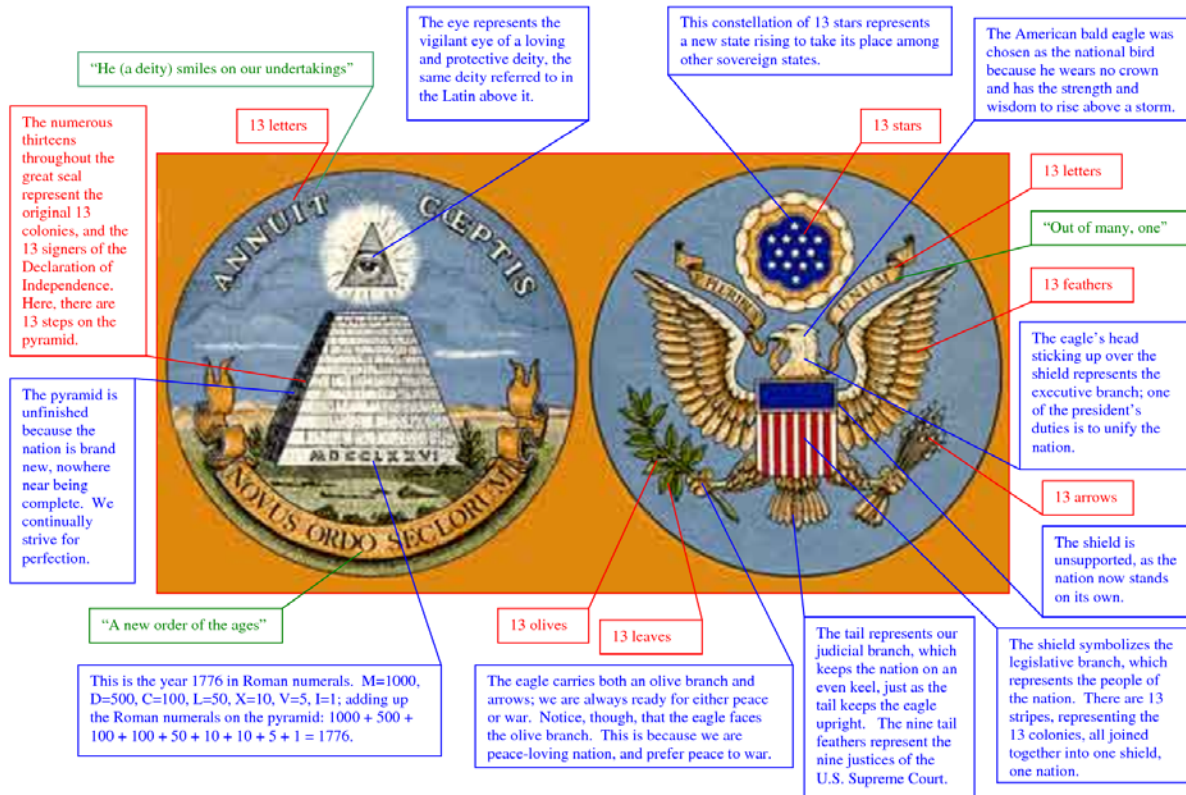 The eye represents the
vigilant eye of a loving
and protective deity, the
same deity referred to in
the Latin above it.
This constellation of 13 stars represents
a new state rising to take its place among
other sovereign states.
The American bald eagle was
chosen as the national bird
because he wears no crown
and has the strength and
wisdom to rise above a storm.
“He (a deity) smiles on our undertakings”
The numerous
thirteens
throughout the
great seal
represent the
original 13
colonies, and the
13 signers of the
Declaration of
Independence.
Here, there are
13 steps on the
pyramid.
13 letters
13 stars
13 letters
“Out of many, one”
13 feathers
ANNUIT CŒPTIS
E PLURIBUS UNUM
The eagle’s head
sticking up over the
shield represents the
executive branch; one
of the president’s
duties is to unify the
nation.
The pyramid is
unfinished
because the
nation is brand
new, nowhere
near being
complete. We
continually
strive for
perfection.
MDCCLXXVI
NOVUS ORDO SECLORUM
13 arrows
The shield is
unsupported, as the
nation now stands
on its own.
“A new order of the ages”
13 olives
13 leaves
This is the year 1776 in Roman numerals. M=1000,
D=500, C=100, L=50, X=10, V=5, I=1; adding up
the Roman numerals on the pyramid: 1000 + 500 +
100 + 100 + 50 + 10 + 10 + 5 + 1 = 1776.
The eagle carries both an olive branch and
arrows; we are always ready for either peace
or war. Notice, though, that the eagle faces
the olive branch. This is because we are
peace-loving nation, and prefer peace to war.
The tail represents our
judicial branch, which
keeps the nation on an
even keel, just as the
tail keeps the eagle
upright. The nine tail
feathers represent the
nine justices of the
U.S. Supreme Court.
The shield symbolizes the
legislative branch, which
represents the people of
the nation. There are 13
stripes, representing the
13 colonies, all joined
together into one shield,
one nation.